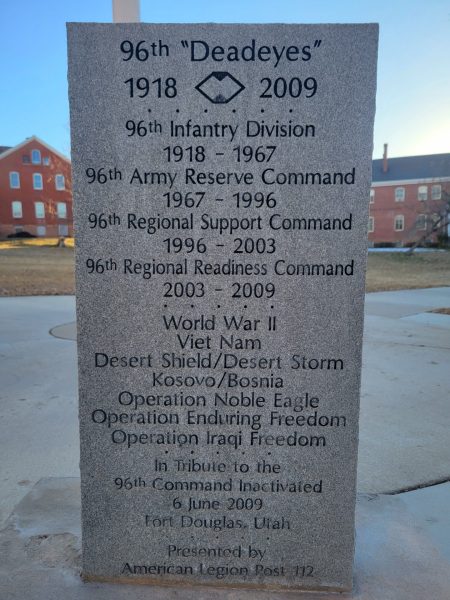 96th "Deadeyes"
1918 2009
96th Infantry Division
1918 - 1967
96th Army Reserve Command
1967 - 1996
96th Regional Support Command
1996 - 2003
96th Regional Readiness Command
2003 - 2009
World War II
Viet Nam
Desert Shield/Desert Storm
Kosovo/Bosnia
Operation Noble Eagle
Operation Enduring Freedom
Operation Iraqi Freedom
In Tribute to the
96th Command Inactivated
6 June 2009
Fort Douglas, Utah
Presented by
American Legion Post 112